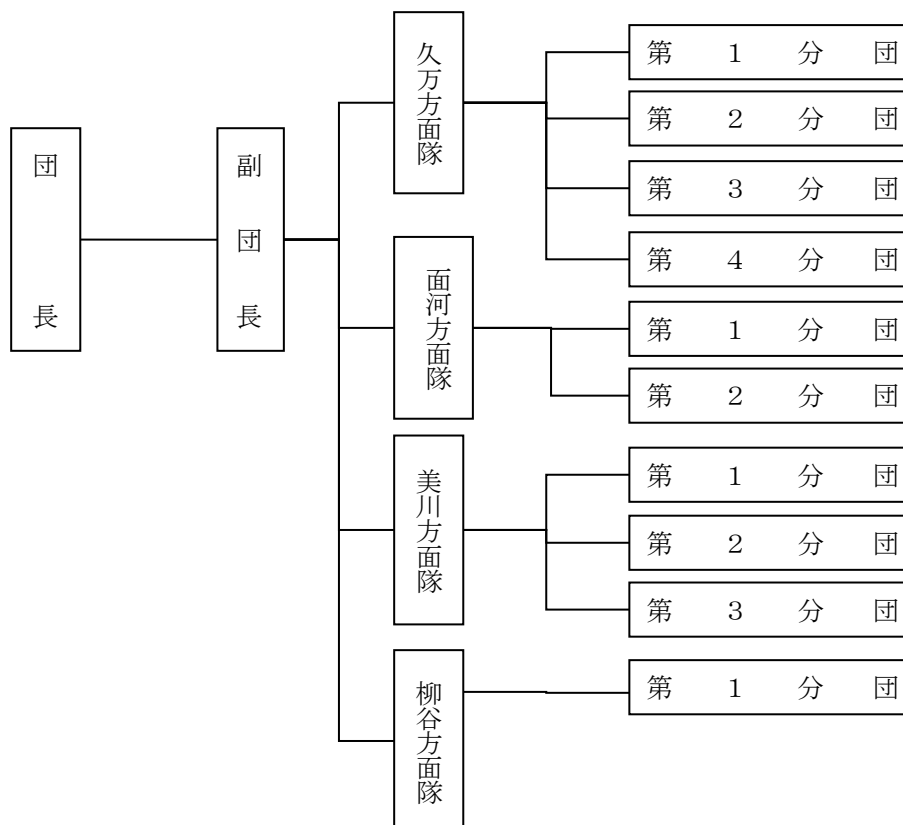 団長
副団長
久万方面隊
第１分団
第２分団
第３分団
第４分団
面河方面隊
第１分団
第２分団
美川方面隊
第１分団
第２分団
第３分団
柳谷方面隊
第１分団